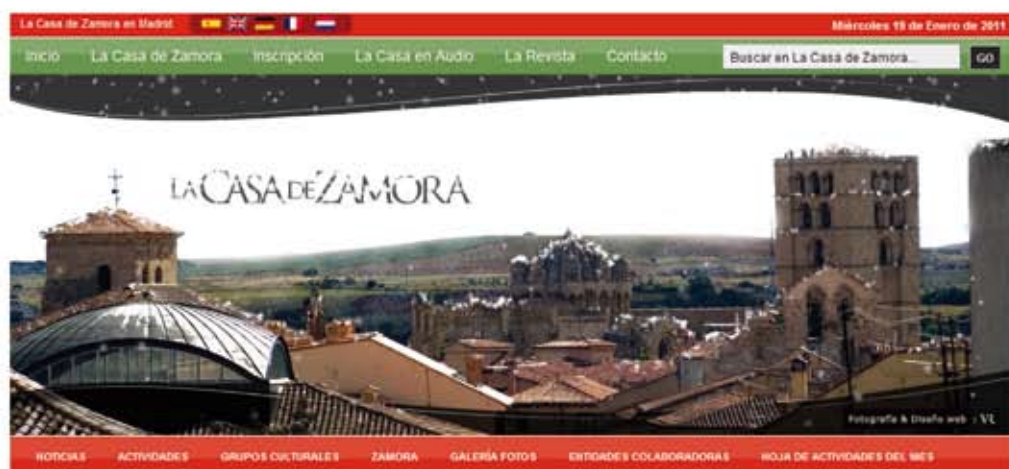 La Casa de Zamora en Madrid Miércoles 19 de Enero de 2011
Inicio La Casa de Zamora Inscripción La Casa en Audio La Revista Contacto Buscar en La Casa de Zamora... GO
LA CASA DE ZAMORA
Fotografía & Diseño web : VL
NOTICIAS ACTIVIDADES GRUPOS CULTURALES ZAMORA GALERÍA FOTOS ENTIDADES COLABORADORAS HOJA DE ACTIVIDADES DEL MES